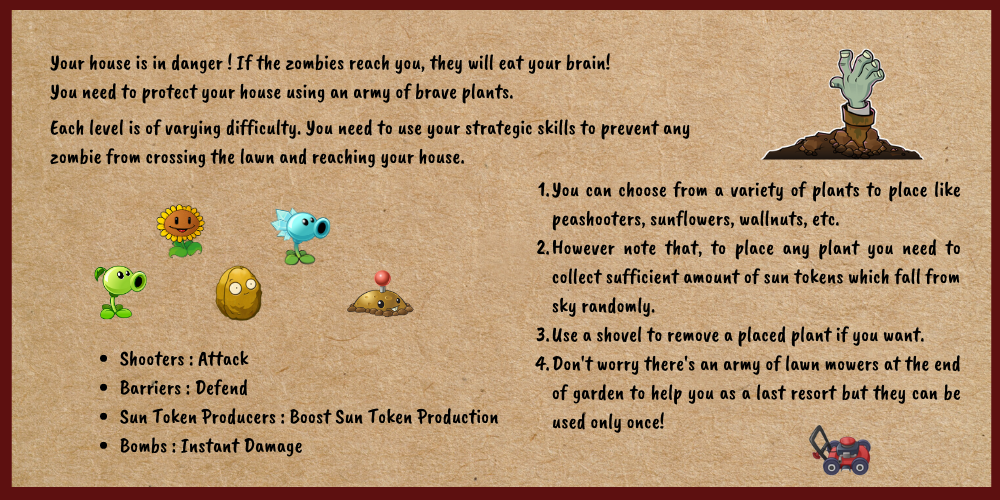 Your house is in danger ! If the zombies reach you, they will eat your brain!
You need to protect your house using an army of brave plants.
Each level is of varying difficulty. You need to use your strategic skills to prevent any
zombie from crossing the lawn and reaching your house.
1. You can choose from a variety of plants to place like
peashooters, sunflowers, wallnuts, etc.
2. However note that, to place any plant you need to
collect sufficient amount of sun tokens which fall from
sky randomly.
3. Use a shovel to remove a placed plant if you want.
4. Don't worry there's an army of lawn mowers at the end
of garden to help you as a last resort but they can be
used only once!
• Shooters : Attack
• Barriers : Defend
• Sun Token Producers : Boost Sun Token Production
• Bombs : Instant Damage